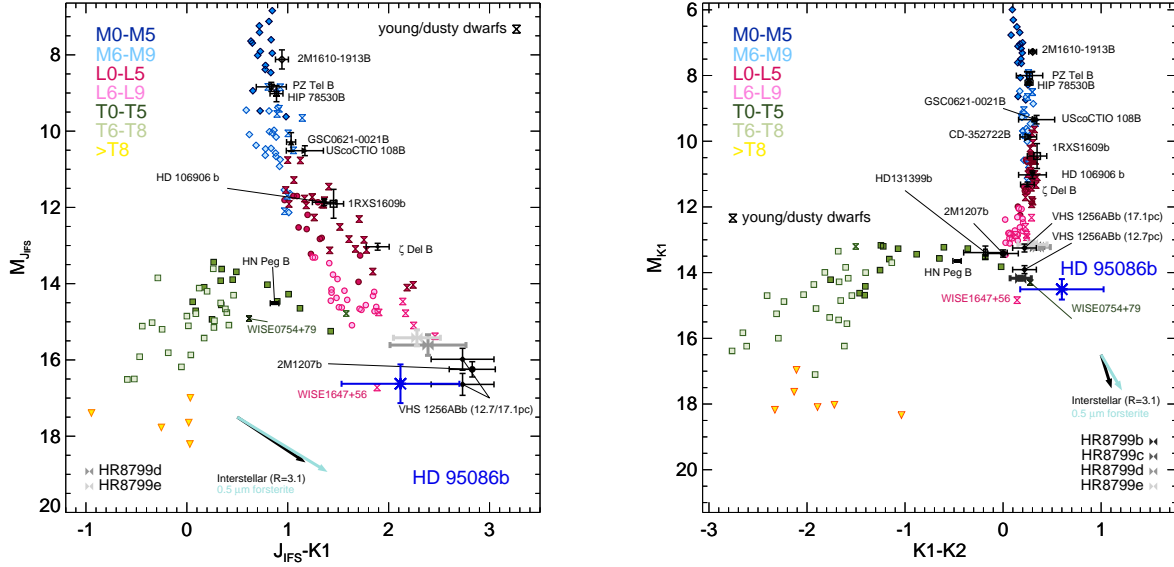 M0-M5
M6-M9
L0-L5
L6-L9
T0-T5
T6-T8
>T8
young/dusty dwarfs
2M1610-1913B
PZ Tel B
HIP 78530B
GSC0621-0021B
UScoCTIO 108B
HD 106906 b
1RXS1609b
ζ Del B
HN Peg B
WISE0754+79
2M1207b
WISE1647+56
VHS 1256ABb (12.7/17.1pc)
HD 95086b
Interstellar (R=3.1)
0.5 μm forsterite
HR8799d
HR8799e
8
10
12
14
16
18
20
M_JIFS
-1
0
1
2
3
J_IFS-K1
M0-M5
M6-M9
L0-L5
L6-L9
T0-T5
T6-T8
>T8
2M1610-1913B
PZ Tel B
HIP 78530B
GSC0621-0021B
UScoCTIO 108B
CD-352722B
1RXS1609b
HD 106906 b
ζ Del B
HD131399b
2M1207b
VHS 1256ABb (17.1pc)
VHS 1256ABb (12.7pc)
young/dusty dwarfs
HN Peg B
HD 95086b
WISE1647+56
WISE0754+79
Interstellar (R=3.1)
0.5 μm forsterite
HR8799b
HR8799c
HR8799d
HR8799e
6
8
10
12
14
16
18
20
M_K1
-3
-2
-1
0
1
K1-K2